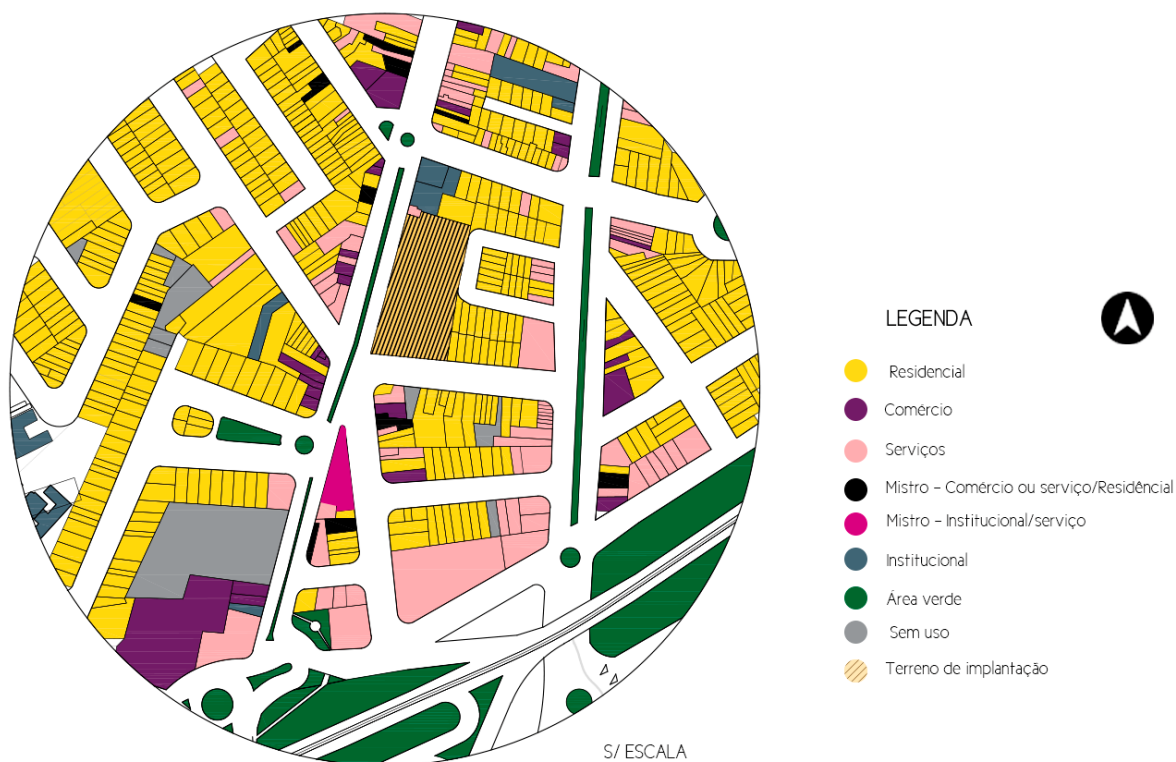 LEGENDA
Residencial
Comércio
Serviços
Mistro - Comércio ou serviço/Residêncial
Mistro - Institucional/serviço
Institucional
Área verde
Sem uso
Terreno de implantação
S/ ESCALA